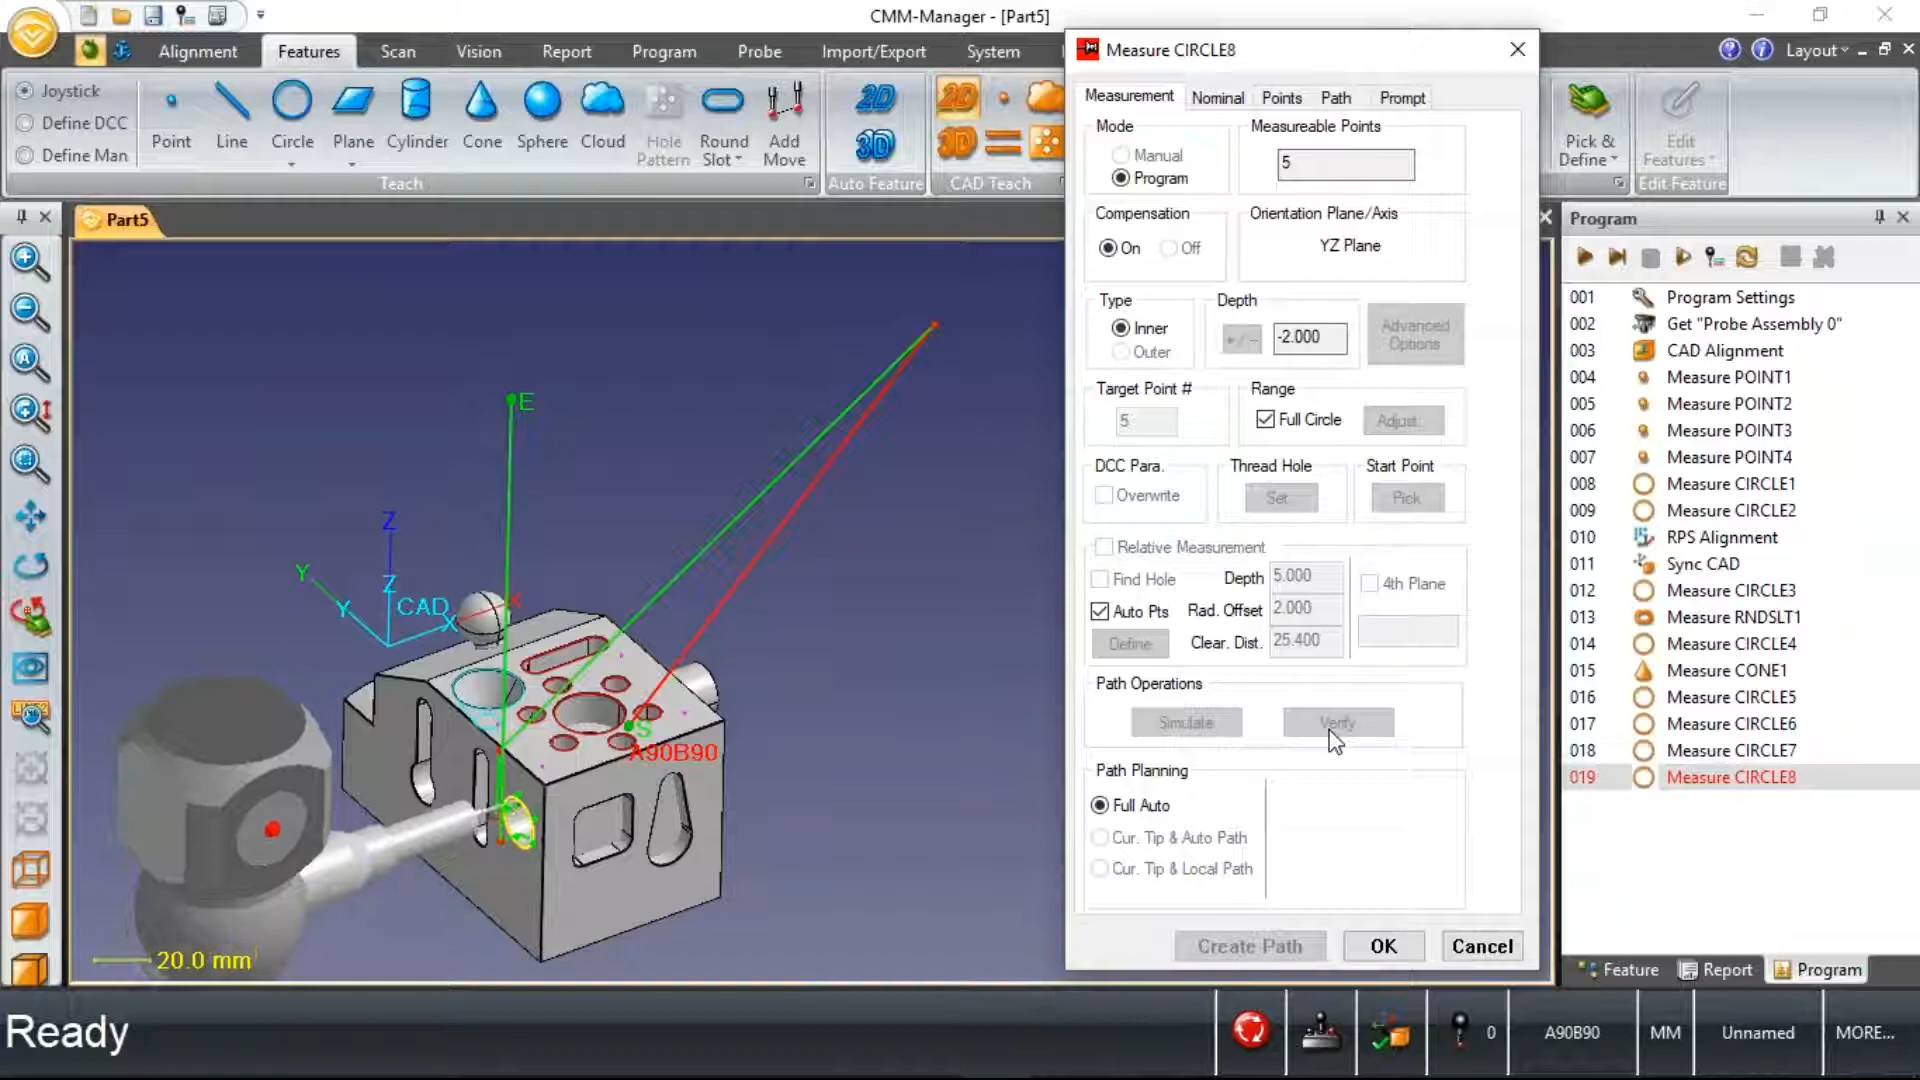 CMM-Manager - [Part5]
Alignment
Features
Scan
Vision
Report
Program
Probe
Import/Export
System
Layout
Joystick
Define DCC
Define Man
Point
Line
Circle
Plane
Cylinder
Cone
Sphere
Cloud
Hole
Pattern
Round
Slot
Add
Move
Teach
2D
3D
Auto Feature
2D
3D
CAD Teach
Pick &
Define
Edit
Features
Edit Feature
Part5
E
Z
Y
Z
Y
CAD
X
X
S
A90B90
20.0 mm
Measure CIRCLE8
Measurement
Nominal
Points
Path
Prompt
Mode
Manual
Program
Measureable Points
5
Compensation
On
Off
Orientation Plane/Axis
YZ Plane
Type
Inner
Outer
Depth
+ / -
-2.000
Advanced
Options
Target Point #
5
Range
Full Circle
Adjust...
DCC Para.
Overwrite
Thread Hole
Set...
Start Point
Pick
Relative Measurement
Find Hole
Depth
5.000
4th Plane
Auto Pts
Rad. Offset
2.000
Define
Clear. Dist.
25.400
Path Operations
Simulate
Verify
Path Planning
Full Auto
Cur. Tip & Auto Path
Cur. Tip & Local Path
Create Path
OK
Cancel
Program
001 Program Settings
002 Get "Probe Assembly 0"
003 CAD Alignment
004 Measure POINT1
005 Measure POINT2
006 Measure POINT3
007 Measure POINT4
008 Measure CIRCLE1
009 Measure CIRCLE2
010 RPS Alignment
011 Sync CAD
012 Measure CIRCLE3
013 Measure RNDSLT1
014 Measure CIRCLE4
015 Measure CONE1
016 Measure CIRCLE5
017 Measure CIRCLE6
018 Measure CIRCLE7
019 Measure CIRCLE8
Feature
Report
Program
Ready
0
A90B90
MM
Unnamed
MORE...